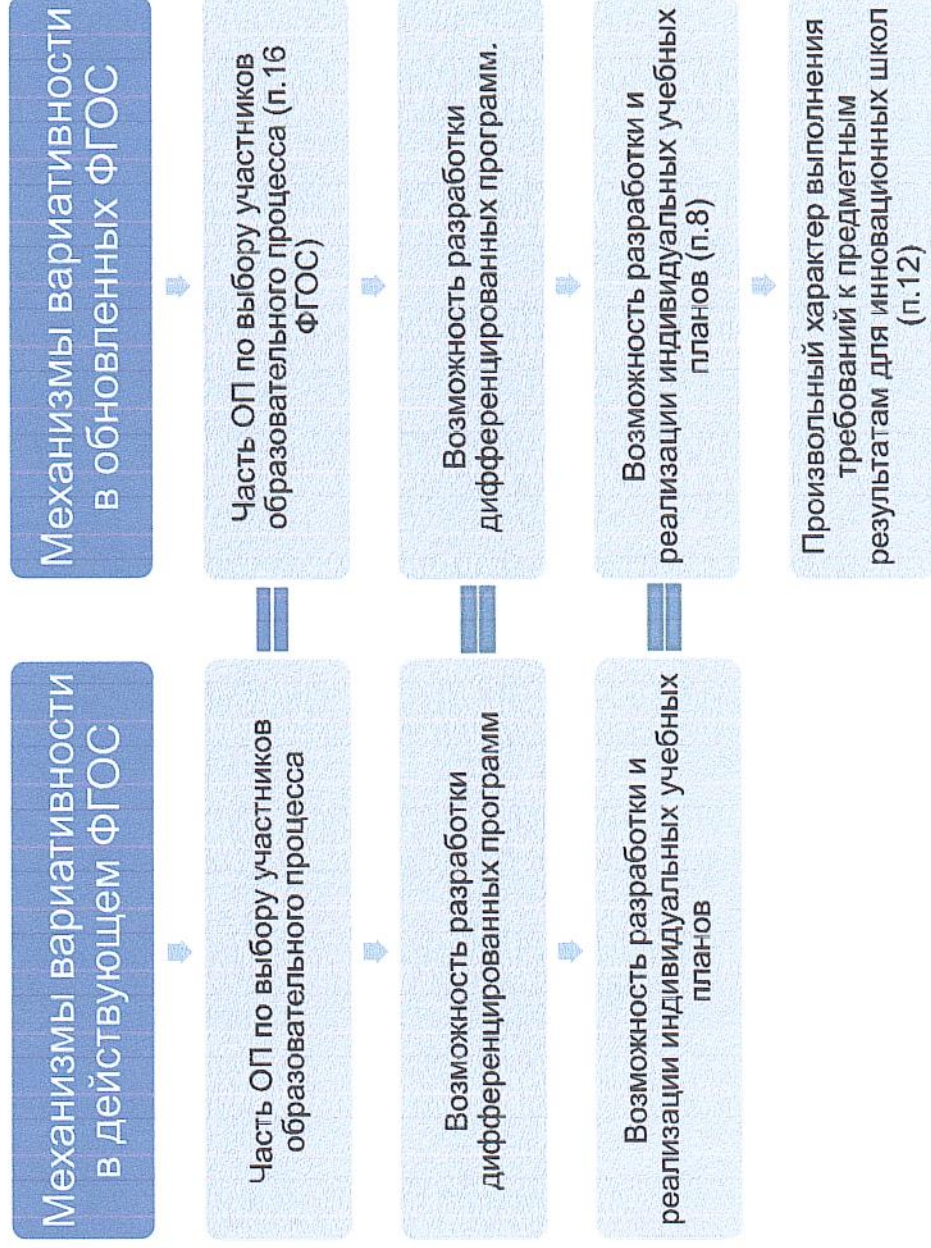 Механизмы вариативности
в действующем ФГОС
Часть ОП по выбору участников
образовательного процесса
Возможность разработки
дифференцированных программ
Возможность разработки и
реализации индивидуальных учебных
планов
Механизмы вариативности
в обновленных ФГОС
Часть ОП по выбору участников
образовательного процесса (п.16
ФГОС)
Возможность разработки
дифференцированных программ.
Возможность разработки и
реализации индивидуальных учебных
планов (п.8)
Произвольный характер выполнения
требований к предметным
результатам для инновационных школ
(п.12)